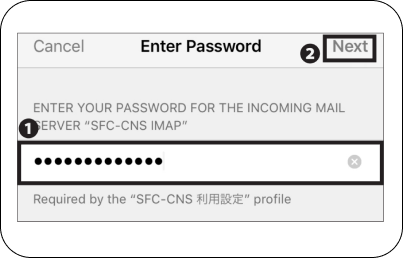 Cancel Enter Password ❷ Next
ENTER YOUR PASSWORD FOR THE INCOMING MAIL
❶ SERVER “SFC-CNS IMAP”
●●●●●●●●●●●●●
Required by the “SFC-CNS 利用設定” profile